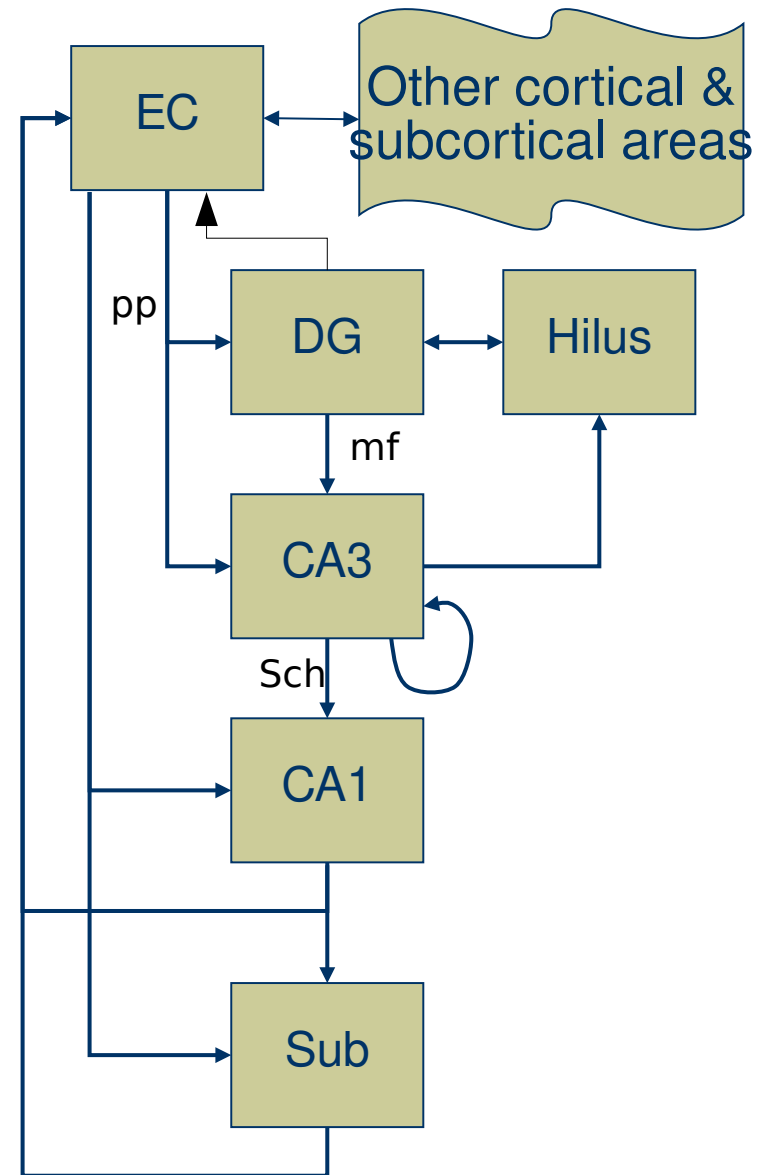 EC
Other cortical &
subcortical areas
pp
DG
Hilus
mf
CA3
Sch
CA1
Sub